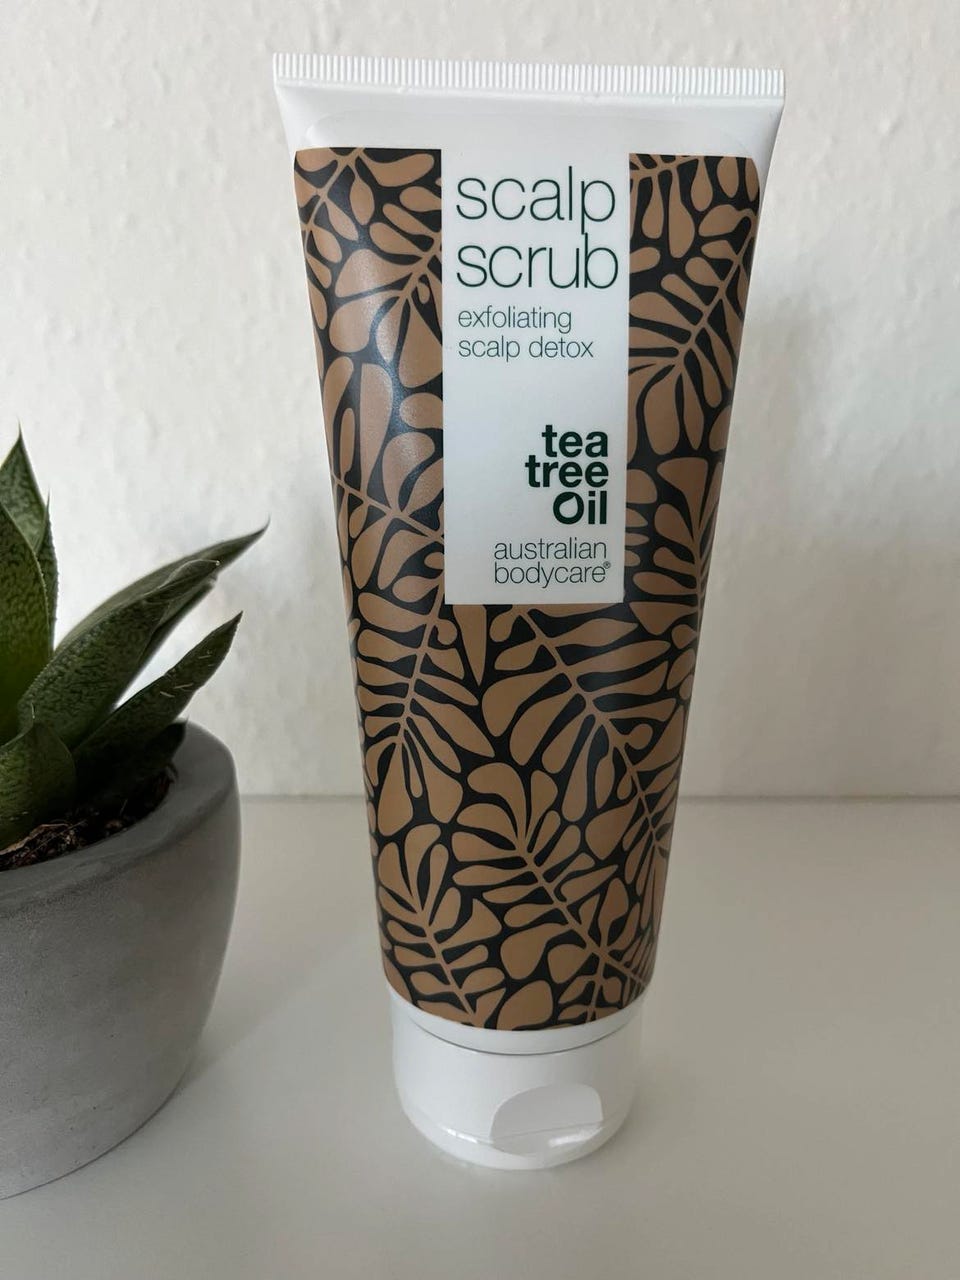 scalp
scrub
exfoliating
scalp detox
tea
tree
oil
australian
bodycare®